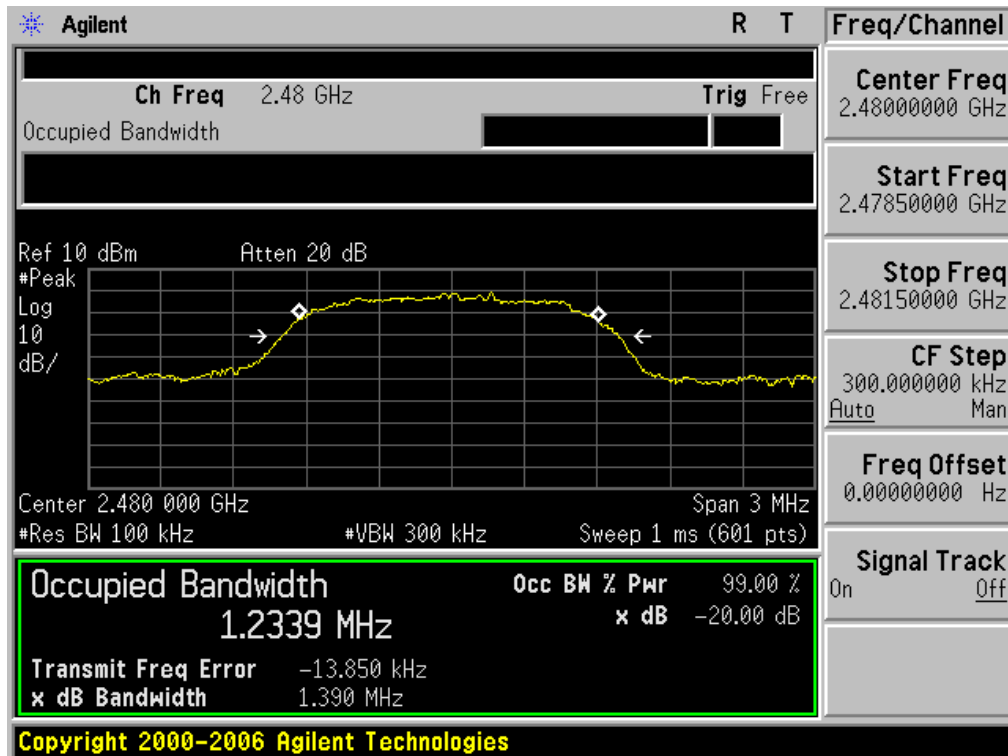 Agilent R T
Freq/Channel
Ch Freq 2.48 GHz Trig Free
Occupied Bandwidth
Center Freq
2.48000000 GHz
Start Freq
2.47850000 GHz
Stop Freq
2.48150000 GHz
CF Step
300.000000 kHz
Auto Man
Freq Offset
0.00000000 Hz
Signal Track
On Off
Ref 10 dBm Atten 20 dB
#Peak
Log
10
dB/
Center 2.480 000 GHz Span 3 MHz
#Res BW 100 kHz #VBW 300 kHz Sweep 1 ms (601 pts)
Occupied Bandwidth
1.2339 MHz
Occ BW % Pwr 99.00 %
x dB -20.00 dB
Transmit Freq Error -13.850 kHz
x dB Bandwidth 1.390 MHz
Copyright 2000-2006 Agilent Technologies